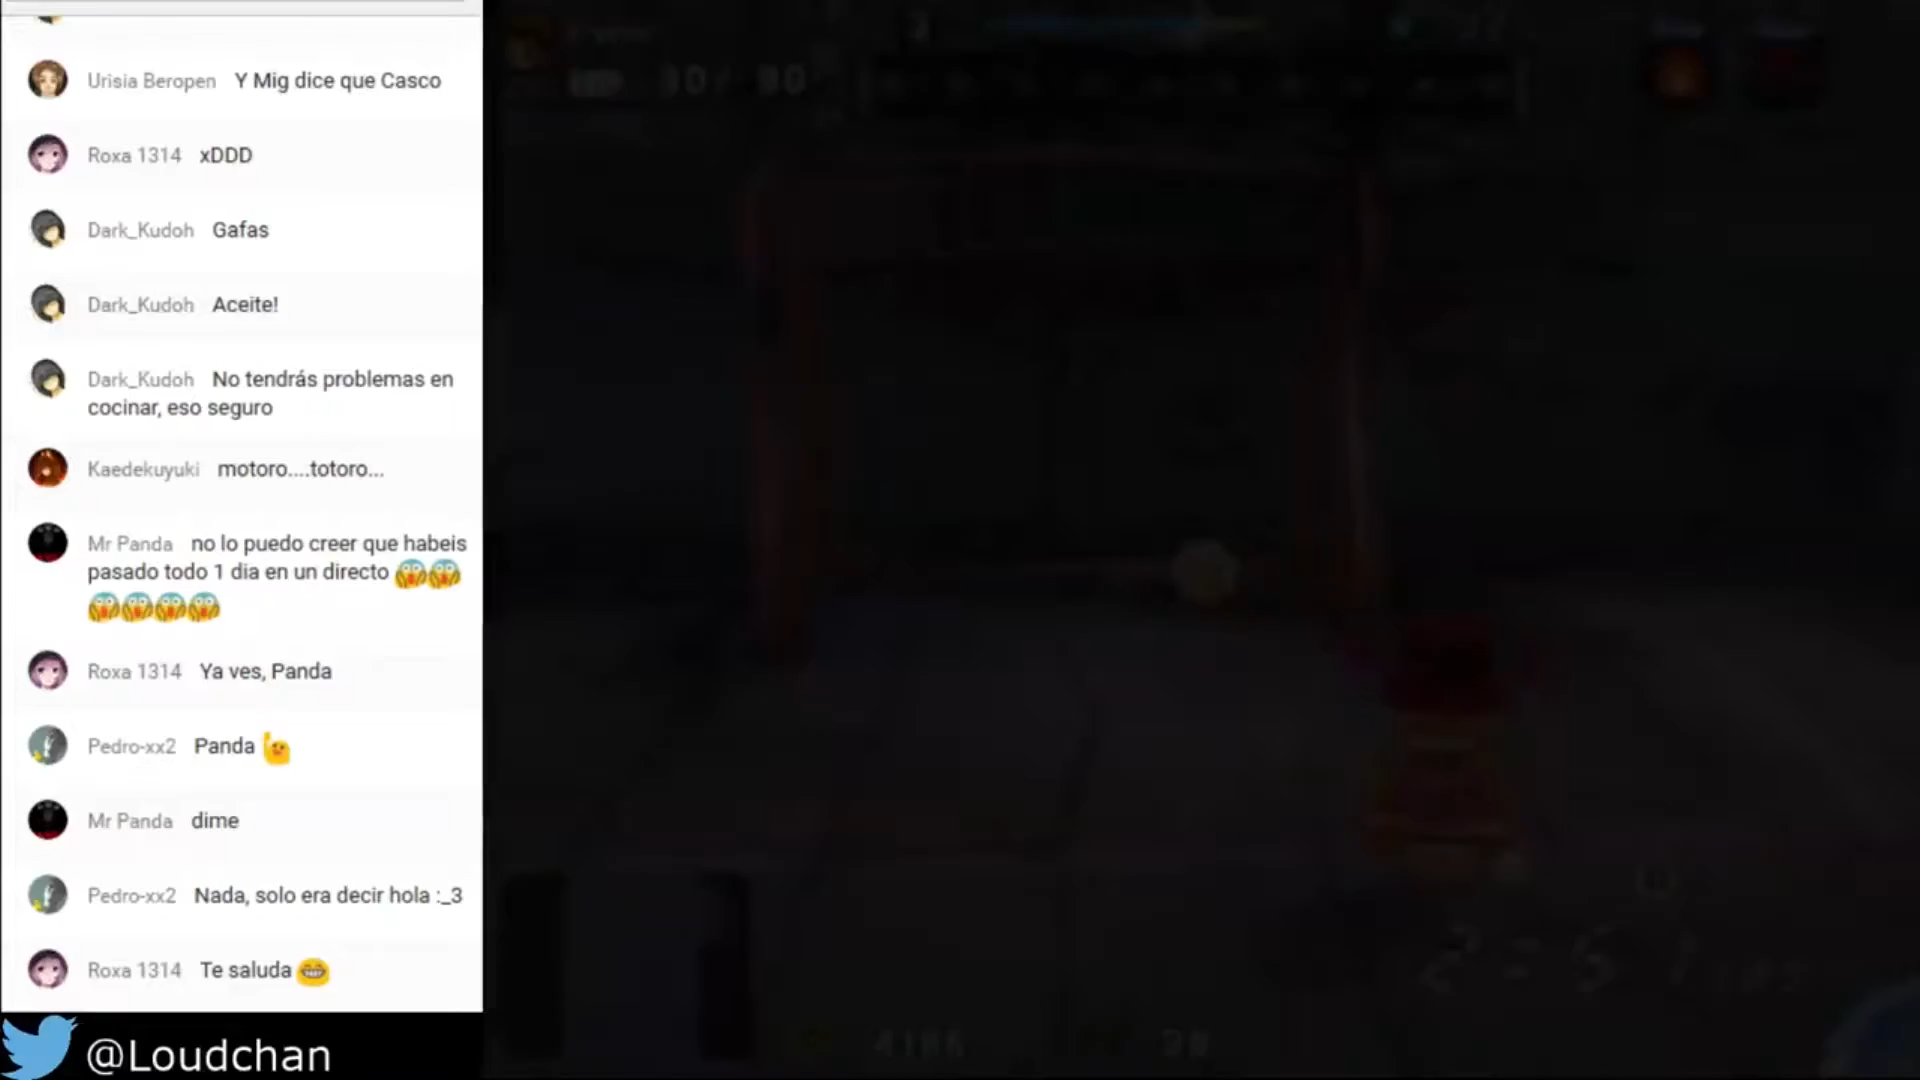 Urisia Beropen Y Mig dice que Casco
Roxa 1314 xDDD
Dark_Kudoh Gafas
Dark_Kudoh Aceite!
Dark_Kudoh No tendrás problemas en
cocinar, eso seguro
Kaedekuyuki motoro....totoro...
Mr Panda no lo puedo creer que habeis
pasado todo 1 dia en un directo 😱😱
😱😱😱😱
Roxa 1314 Ya ves, Panda
Pedro-xx2 Panda 🙋
Mr Panda dime
Pedro-xx2 Nada, solo era decir hola :_3
Roxa 1314 Te saluda 😁
@Loudchan
4186